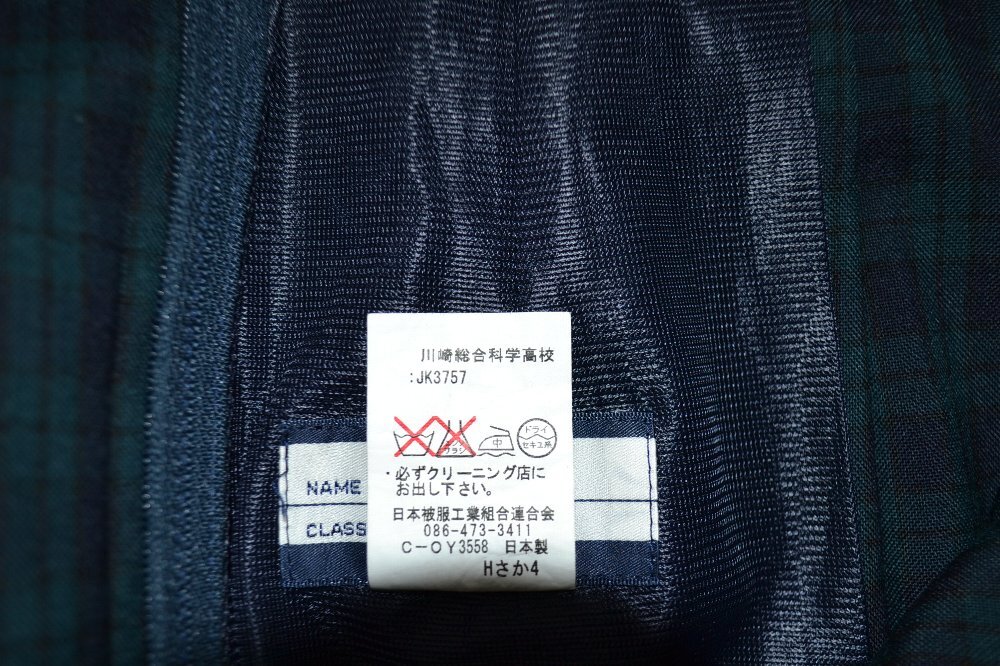 川崎総合科学高校
:JK3757
中
ドライ
セキユ系
・必ずクリーニング店に
お出し下さい。
日本被服工業組合連合会
086-473-3411
C-OY3558 日本製
Hさか4
NAME
CLASS